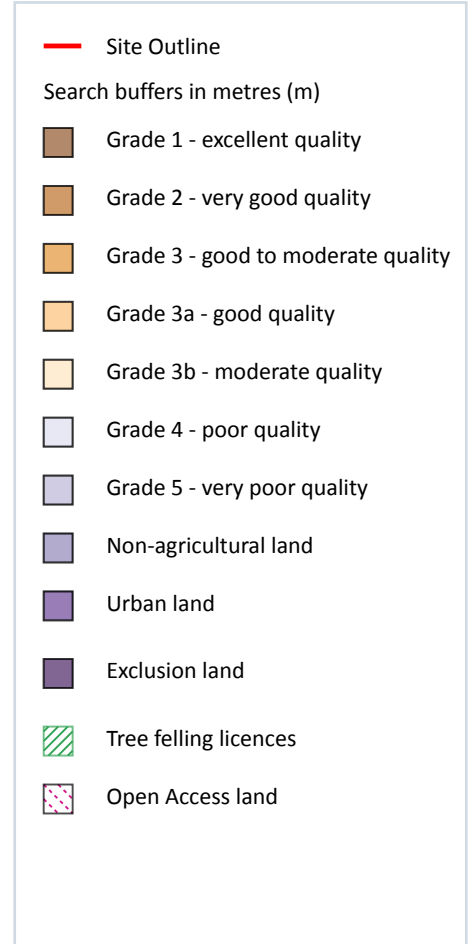 Site Outline
Search buffers in metres (m)
Grade 1 - excellent quality
Grade 2 - very good quality
Grade 3 - good to moderate quality
Grade 3a - good quality
Grade 3b - moderate quality
Grade 4 - poor quality
Grade 5 - very poor quality
Non-agricultural land
Urban land
Exclusion land
Tree felling licences
Open Access land